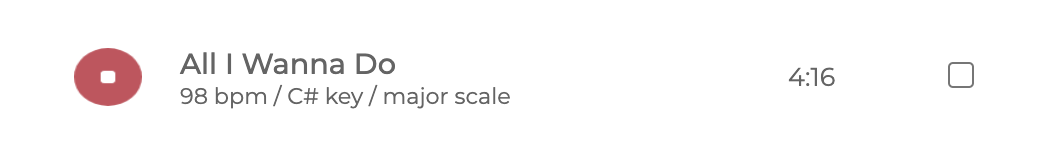 All I Wanna Do
98 bpm / C# key / major scale
4:16